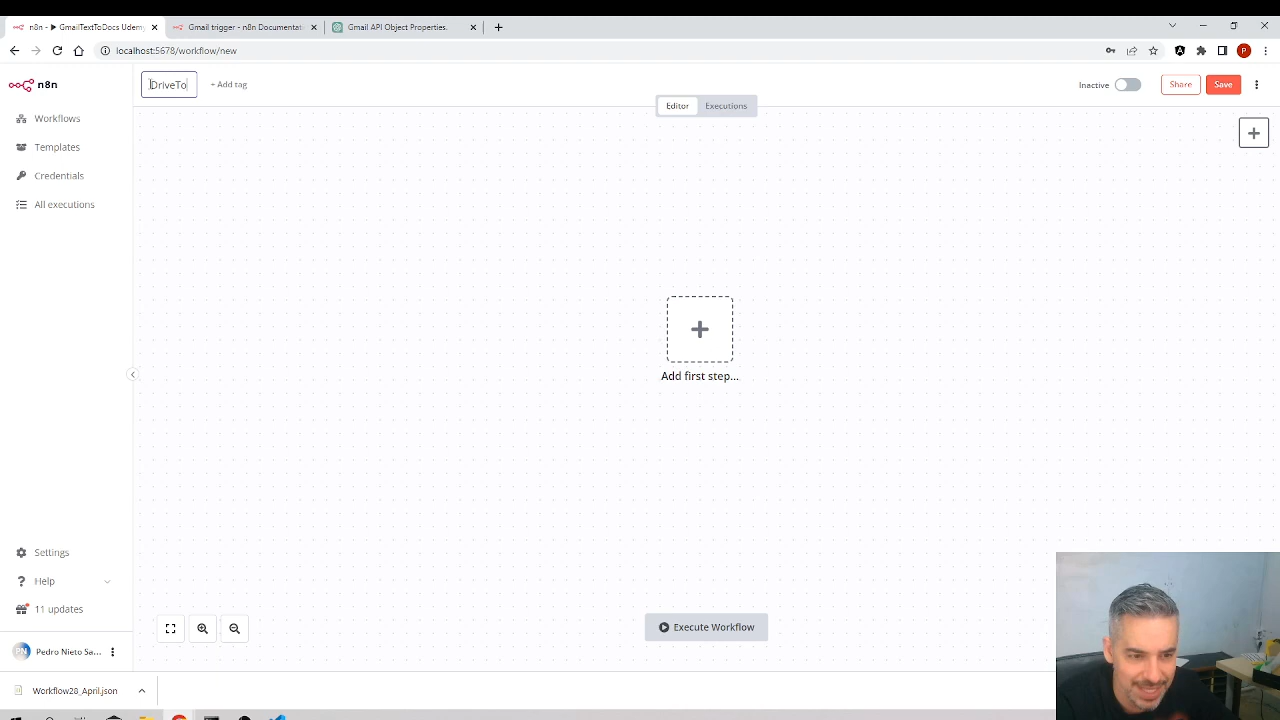 n8n - ▶ GmailTextToDocs Udemy
Gmail trigger - n8n Documentati
Gmail API Object Properties.
localhost:5678/workflow/new
P
n8n
DriveTo
+ Add tag
Inactive
Share
Save
Editor
Executions
Workflows
Templates
Credentials
All executions
Add first step...
Settings
Help
11 updates
Execute Workflow
PN
Pedro Nieto Sa...
Workflow28_April.json